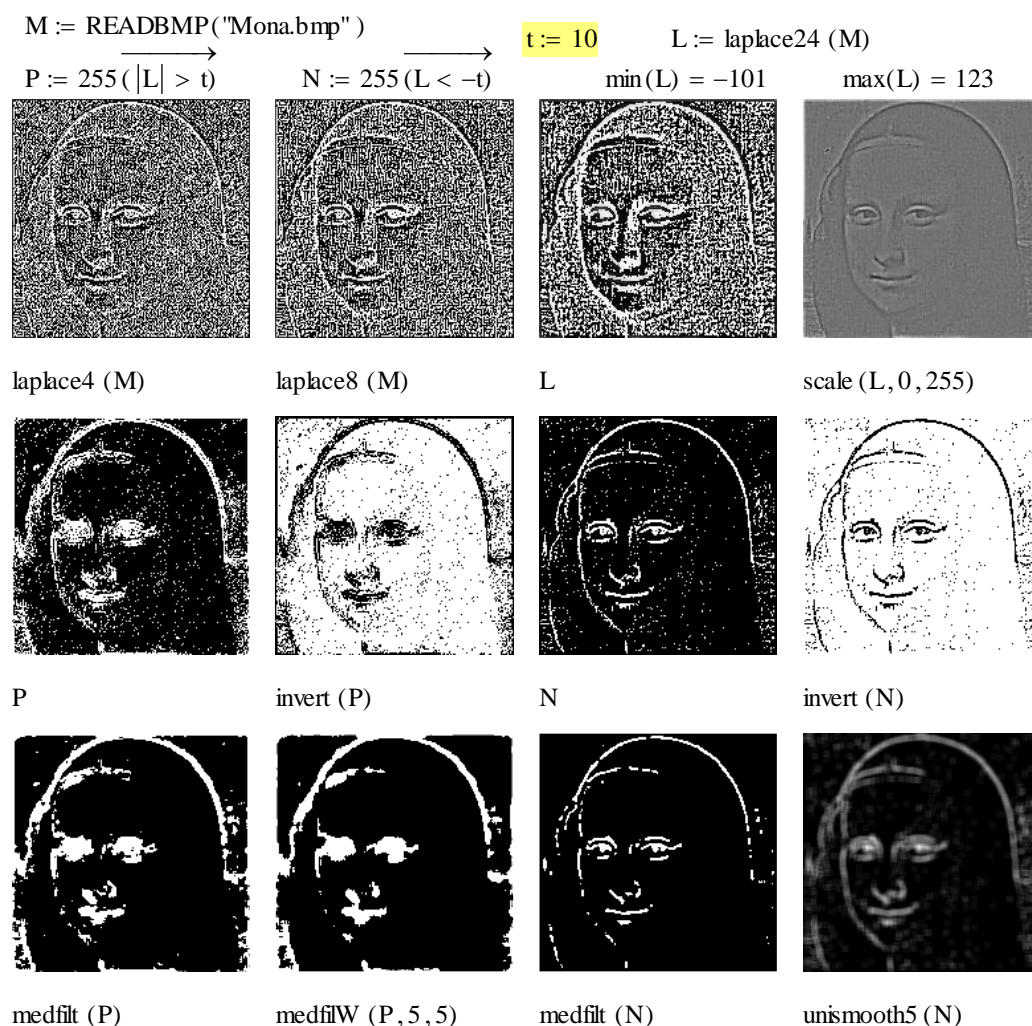 M := READBMP("Mona.bmp") t := 10 L := laplace24 (M)
P := 255(|L| > t) N := 255(L < −t) min(L) = −101 max(L) = 123
laplace4 (M) laplace8 (M) L scale(L, 0, 255)
P invert (P) N invert (N)
medfilt (P) medfilW (P, 5, 5) medfilt (N) unismooth5 (N)